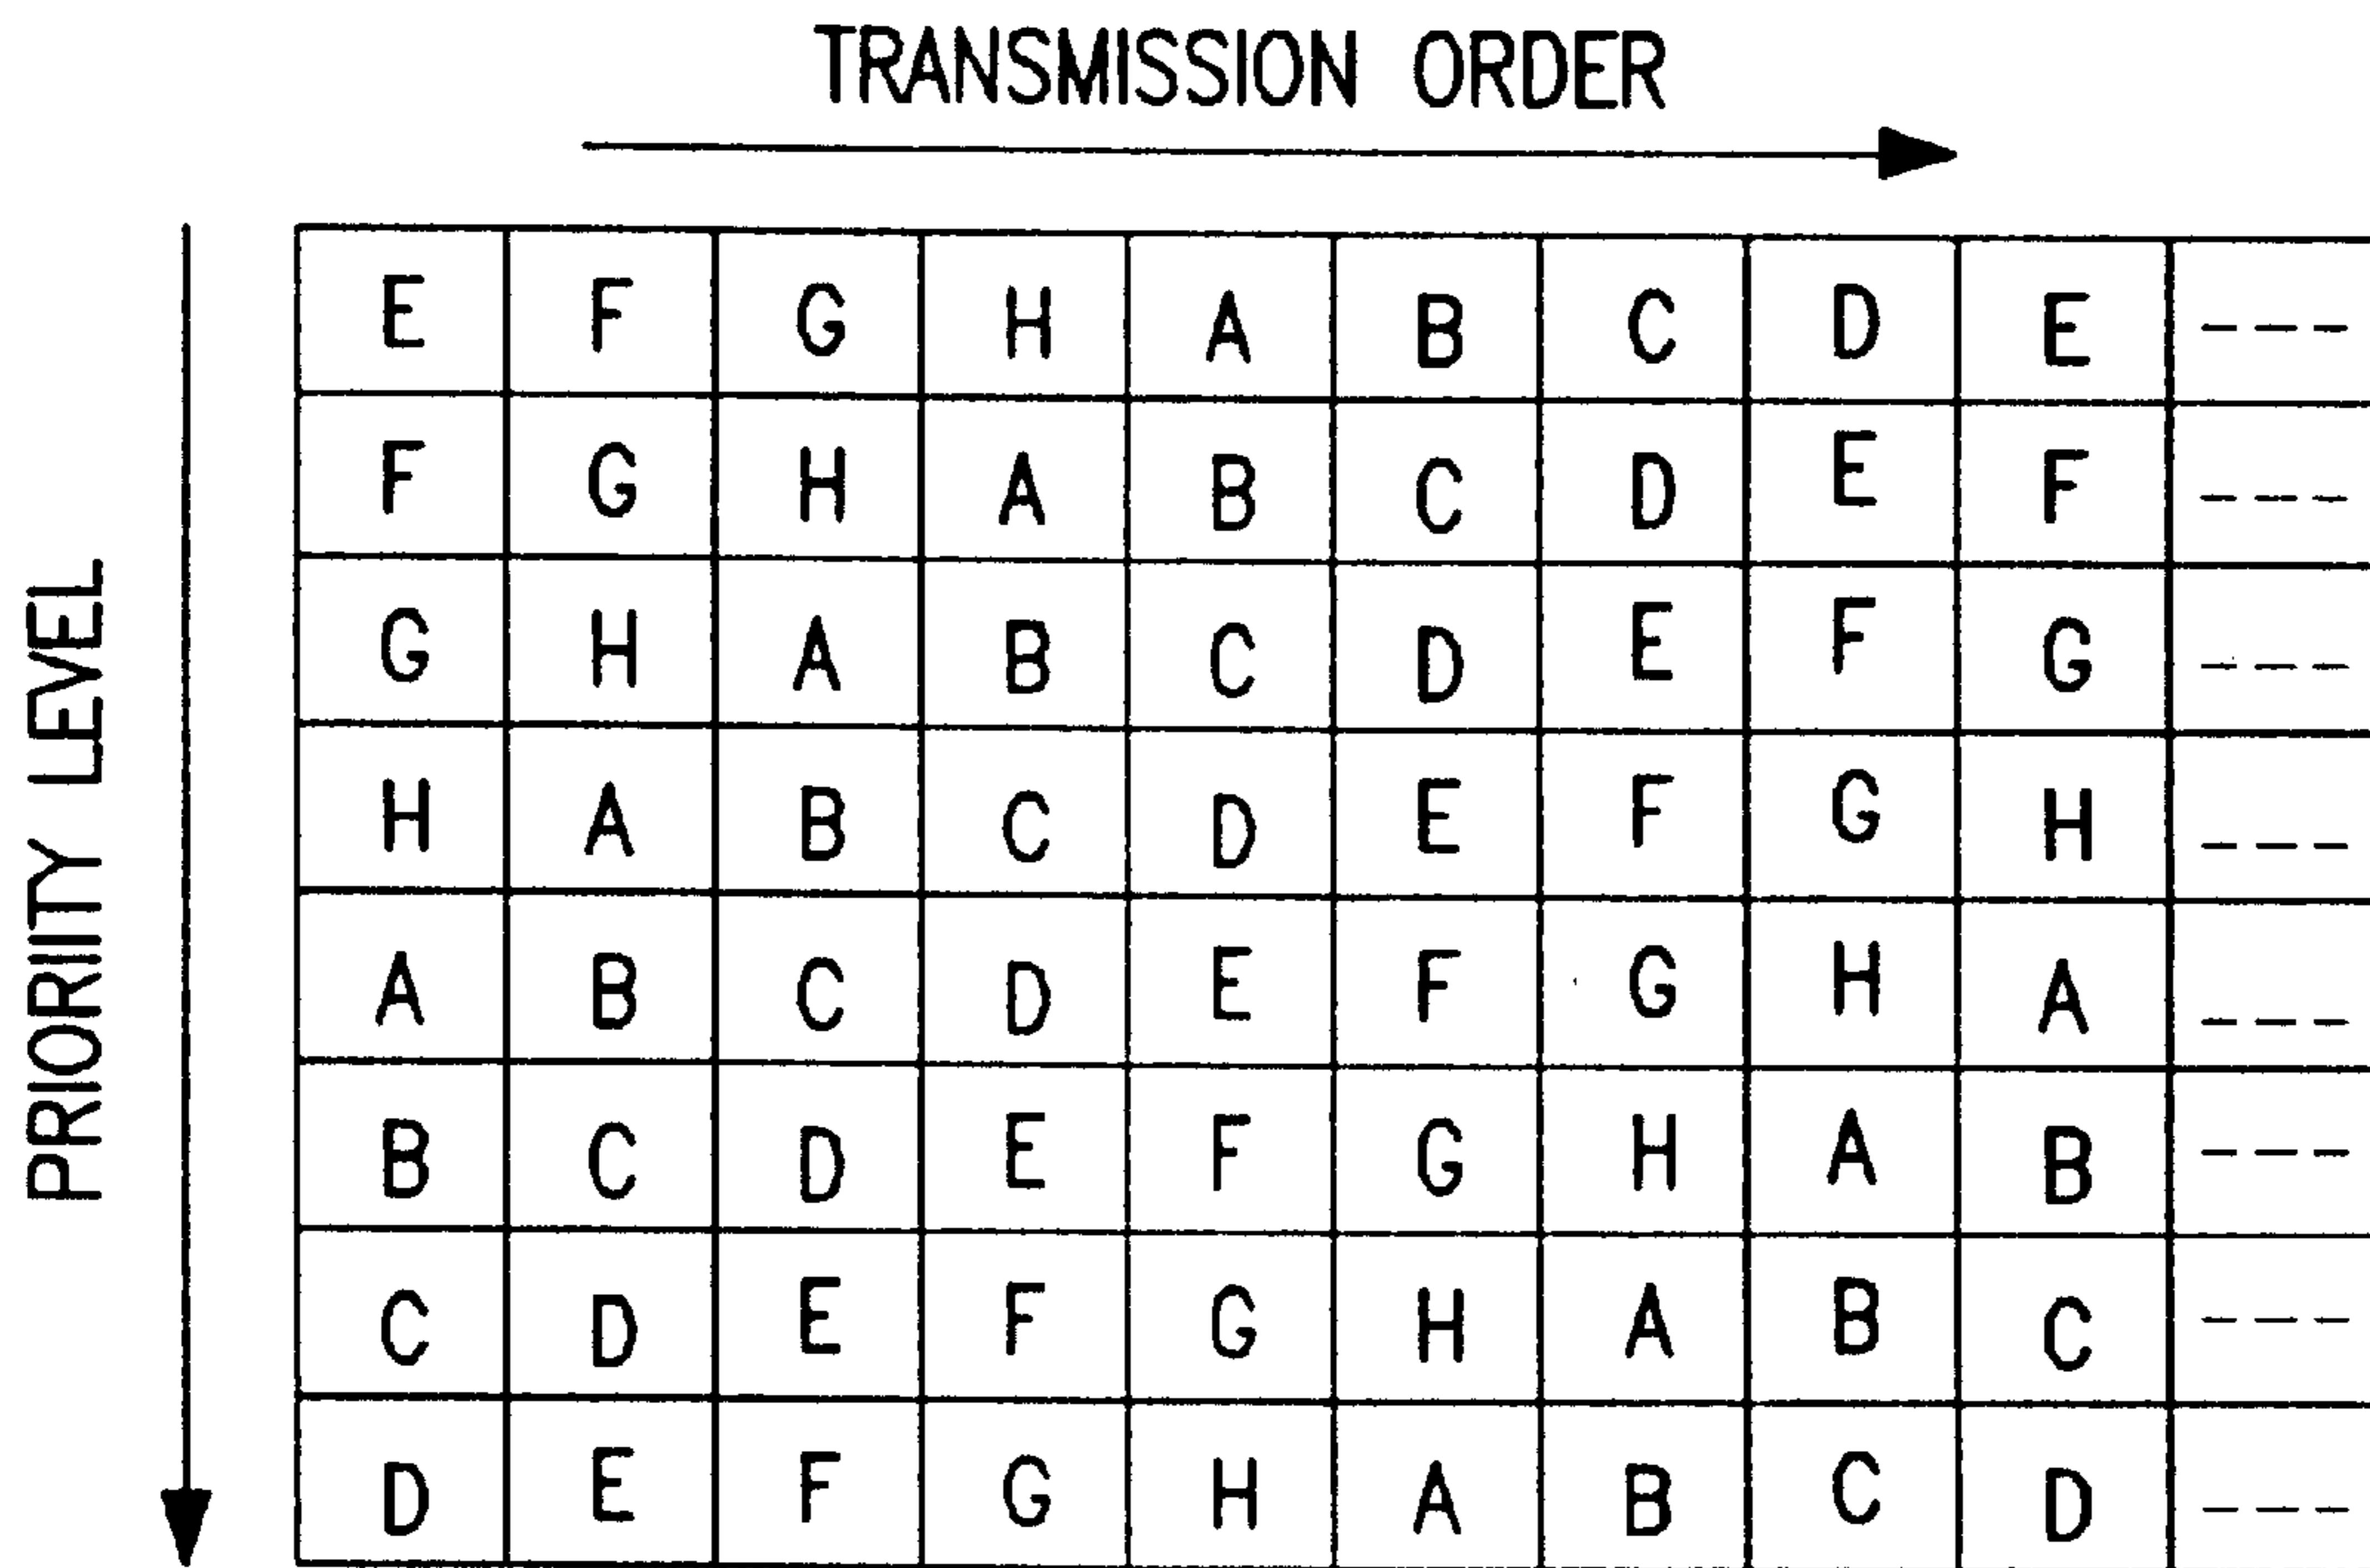 TRANSMISSION ORDER
PRIORITY LEVEL
E F G H A B C D E ---
F G H A B C D E F ---
G H A B C D E F G ---
H A B C D E F G H ---
A B C D E F G H A ---
B C D E F G H A B ---
C D E F G H A B C ---
D E F G H A B C D ---